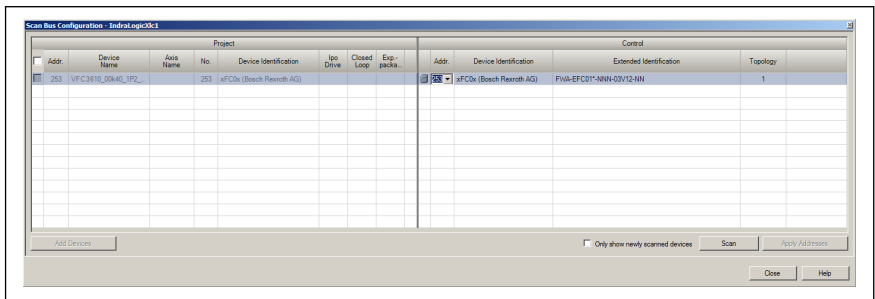 Scan Bus Configuration - IndraLogicXlc1
Project Control
Addr. Device Name Axis Name No. Device Identification Ipo Drive Closed Loop Exp.- packa... Addr. Device Identification Extended Identification Topology
253 VFC3610_00k40_1P2_... 253 xFC0x (Bosch Rexroth AG) 253 xFC0x (Bosch Rexroth AG) FWA-EFC01*-NNN-03V12-NN 1
Add Devices Only show newly scanned devices Scan Apply Addresses
Close Help